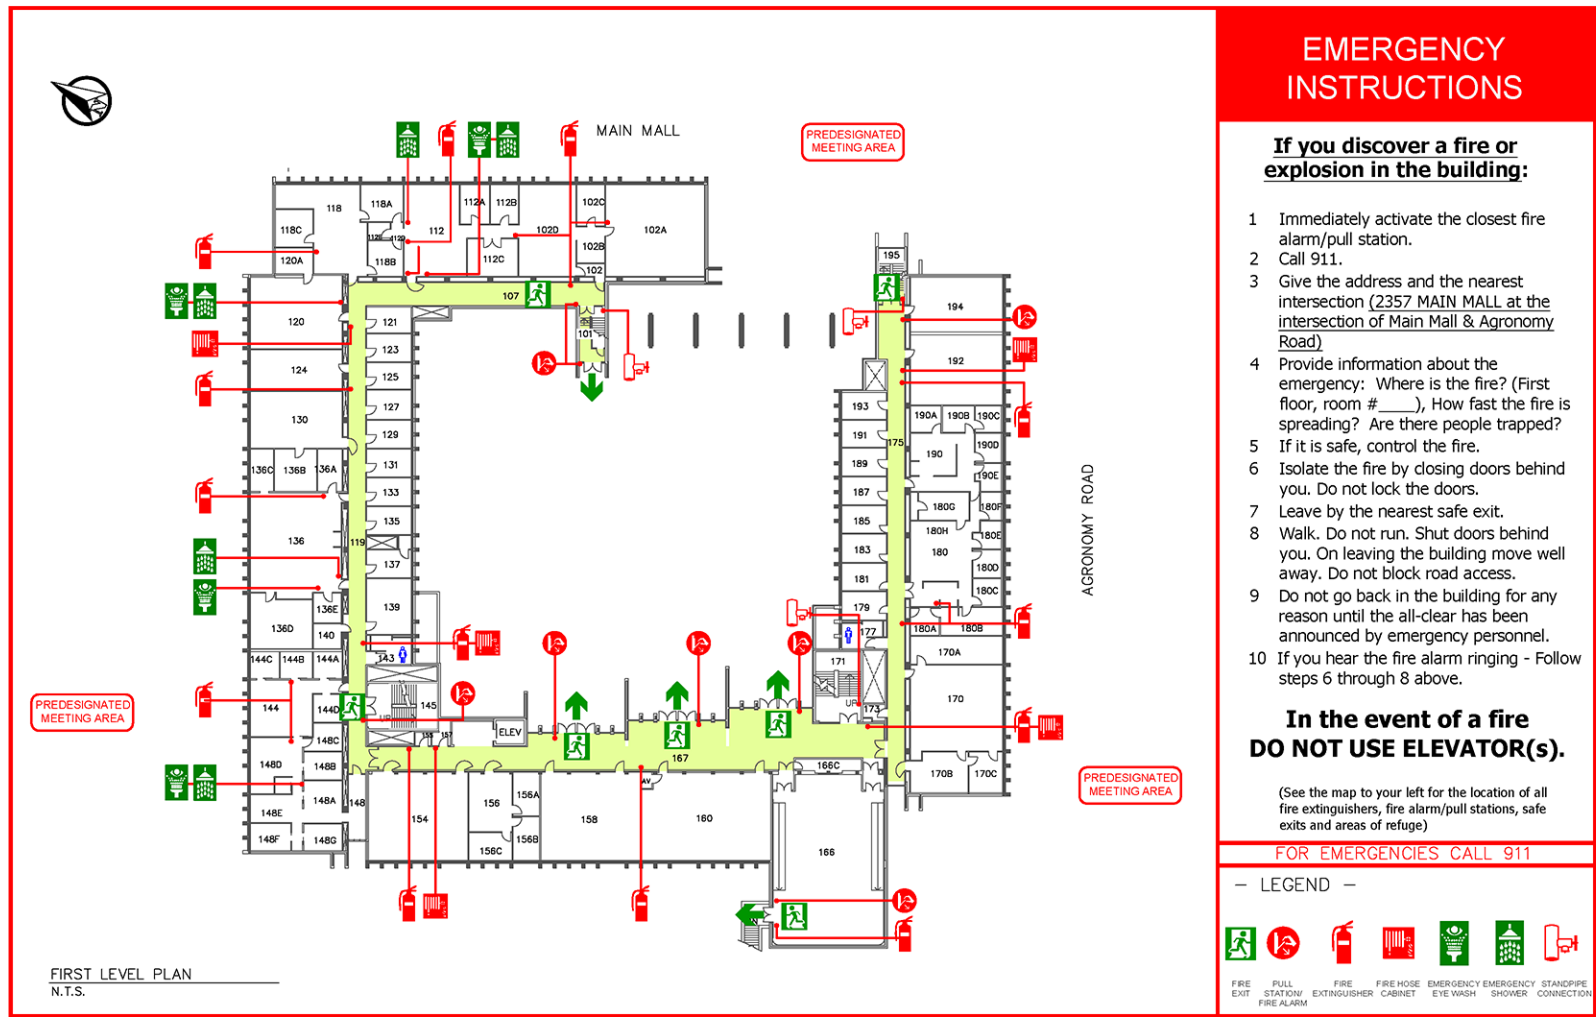 MAIN MALL
PREDESIGNATED
MEETING AREA
118
118A
118C
120A
118B
112
112A
112B
112C
102D
102C
102B
102
102A
107
101
195
194
192
120
124
130
136C
136B
136A
136
136E
136D
140
144C
144B
144A
144
144D
148C
148D
148B
148A
148E
148F
148G
148
119
121
123
125
127
129
131
133
135
137
139
143
145
UP
155
157
ELEV
193
191
189
187
185
183
181
179
177
171
UP
173
175
190A
190B
190C
190D
190
190E
180G
180F
180H
180E
180
180D
180C
180A
180B
170A
170
170B
170C
AGRONOMY ROAD
PREDESIGNATED
MEETING AREA
PREDESIGNATED
MEETING AREA
167
166C
AV
154
156
156A
156B
156C
158
160
166
FIRST LEVEL PLAN
N.T.S.
EMERGENCY
INSTRUCTIONS
If you discover a fire or
explosion in the building:
1 Immediately activate the closest fire
alarm/pull station.
2 Call 911.
3 Give the address and the nearest
intersection (2357 MAIN MALL at the
intersection of Main Mall & Agronomy
Road)
4 Provide information about the
emergency: Where is the fire? (First
floor, room #____), How fast the fire is
spreading? Are there people trapped?
5 If it is safe, control the fire.
6 Isolate the fire by closing doors behind
you. Do not lock the doors.
7 Leave by the nearest safe exit.
8 Walk. Do not run. Shut doors behind
you. On leaving the building move well
away. Do not block road access.
9 Do not go back in the building for any
reason until the all-clear has been
announced by emergency personnel.
10 If you hear the fire alarm ringing - Follow
steps 6 through 8 above.
In the event of a fire
DO NOT USE ELEVATOR(s).
(See the map to your left for the location of all
fire extinguishers, fire alarm/pull stations, safe
exits and areas of refuge)
FOR EMERGENCIES CALL 911
- LEGEND -
FIRE
EXIT
PULL
STATION/
FIRE ALARM
FIRE
EXTINGUISHER
FIRE HOSE
CABINET
EMERGENCY
EYE WASH
EMERGENCY
SHOWER
STANDPIPE
CONNECTION